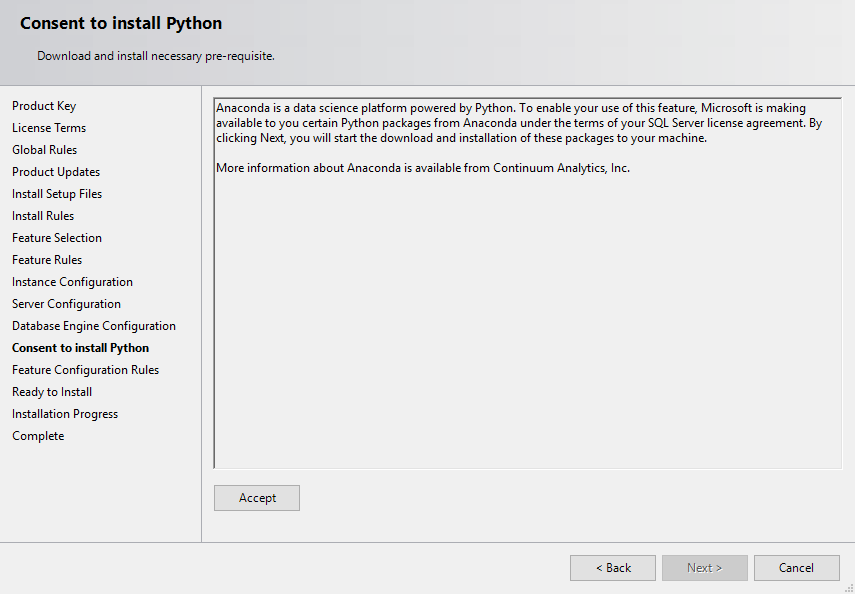 Consent to install Python
Download and install necessary pre-requisite.
Product Key
License Terms
Global Rules
Product Updates
Install Setup Files
Install Rules
Feature Selection
Feature Rules
Instance Configuration
Server Configuration
Database Engine Configuration
Consent to install Python
Feature Configuration Rules
Ready to Install
Installation Progress
Complete
Anaconda is a data science platform powered by Python. To enable your use of this feature, Microsoft is making
available to you certain Python packages from Anaconda under the terms of your SQL Server license agreement. By
clicking Next, you will start the download and installation of these packages to your machine.
More information about Anaconda is available from Continuum Analytics, Inc.
Accept
< Back
Next >
Cancel